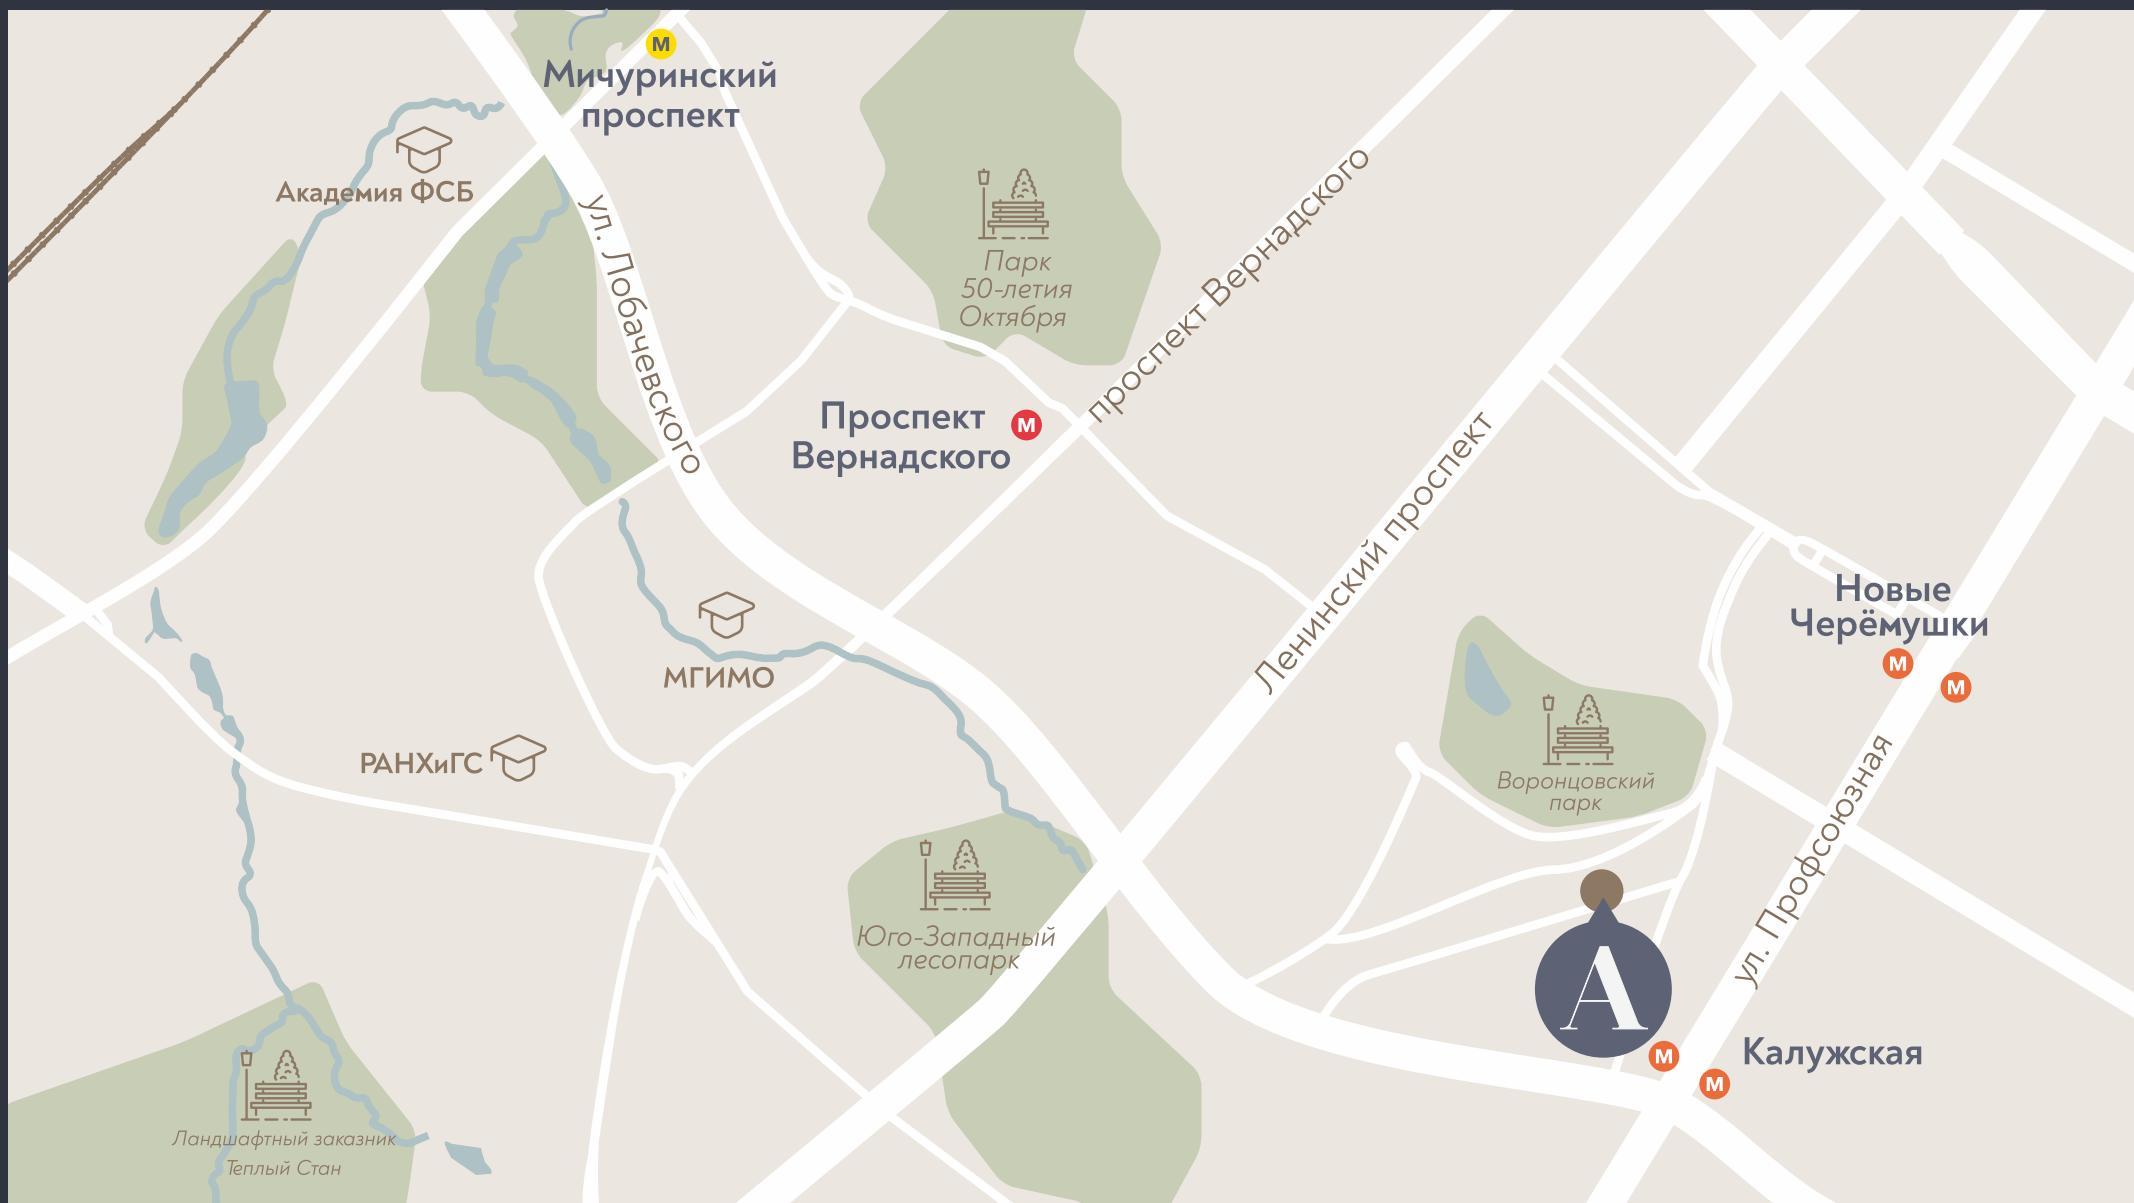 М
Мичуринский
проспект
Академия ФСБ
ул. Лобачевского
Парк
50-летия
Октября
проспект Вернадского
Проспект
Вернадского
М
Ленинский проспект
Новые
Черёмушки
М
М
МГИМО
РАНХиГС
Воронцовский
парк
ул. Профсоюзная
Юго-Западный
лесопарк
А
М
М
Калужская
Ландшафтный заказник
Теплый Стан